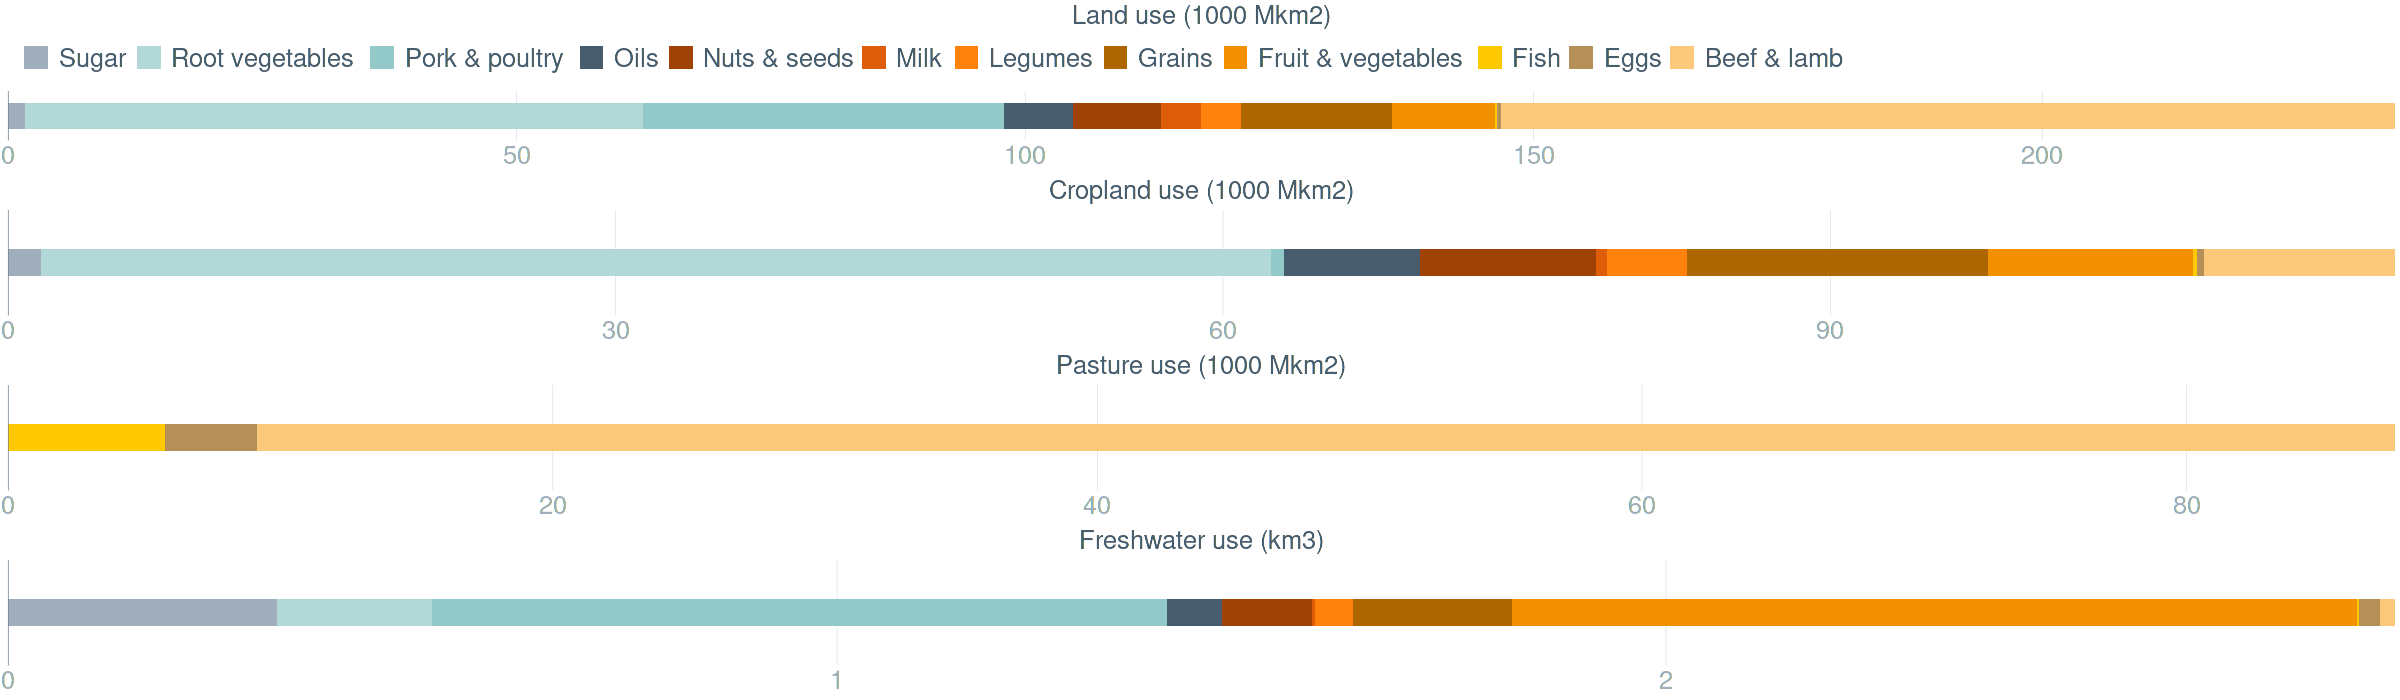 Land use (1000 Mkm2)
Sugar Root vegetables Pork & poultry Oils Nuts & seeds Milk Legumes Grains Fruit & vegetables Fish Eggs Beef & lamb
0 50 100 150 200
Cropland use (1000 Mkm2)
0 30 60 90
Pasture use (1000 Mkm2)
0 20 40 60 80
Freshwater use (km3)
0 1 2